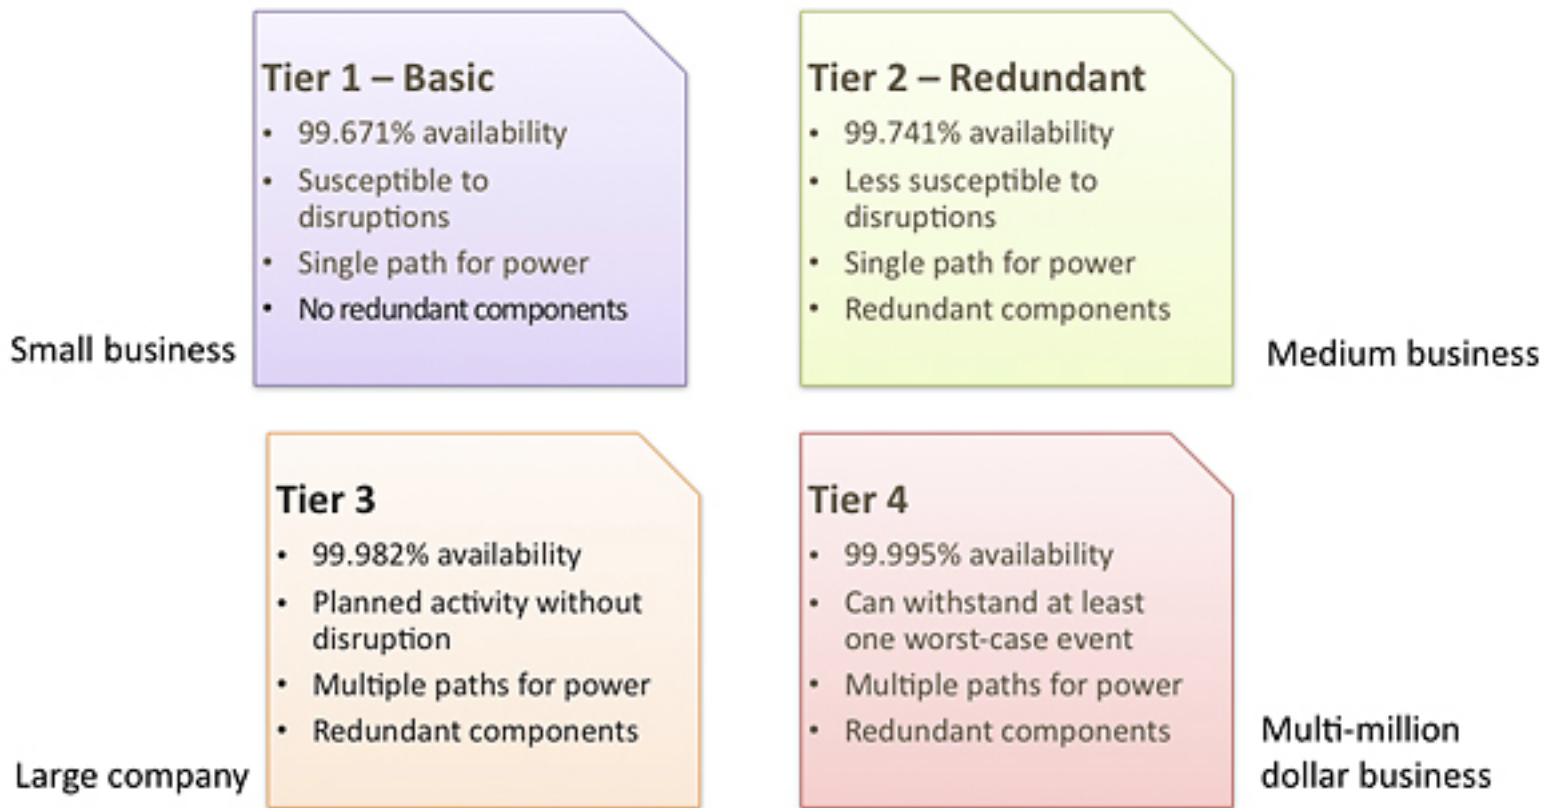 Tier 1 – Basic
• 99.671% availability
• Susceptible to
disruptions
• Single path for power
• No redundant components
Small business
Tier 2 – Redundant
• 99.741% availability
• Less susceptible to
disruptions
• Single path for power
• Redundant components
Medium business
Tier 3
• 99.982% availability
• Planned activity without
disruption
• Multiple paths for power
• Redundant components
Large company
Tier 4
• 99.995% availability
• Can withstand at least
one worst-case event
• Multiple paths for power
• Redundant components
Multi-million
dollar business